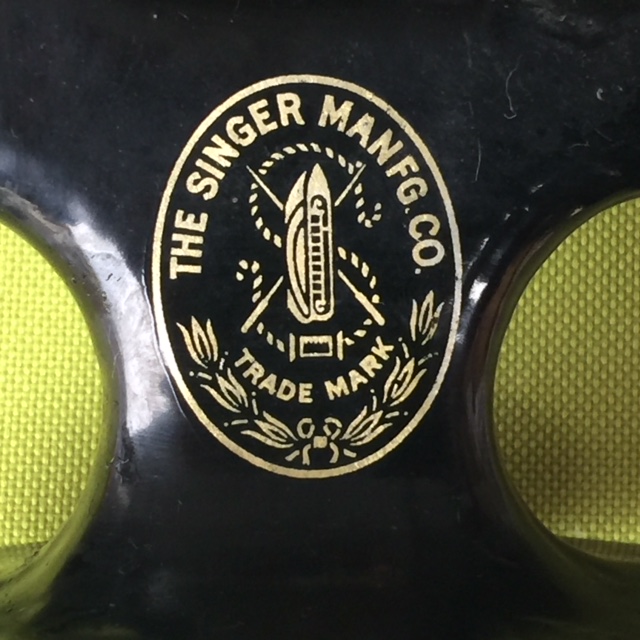 THE SINGER MANFG. CO.
TRADE MARK